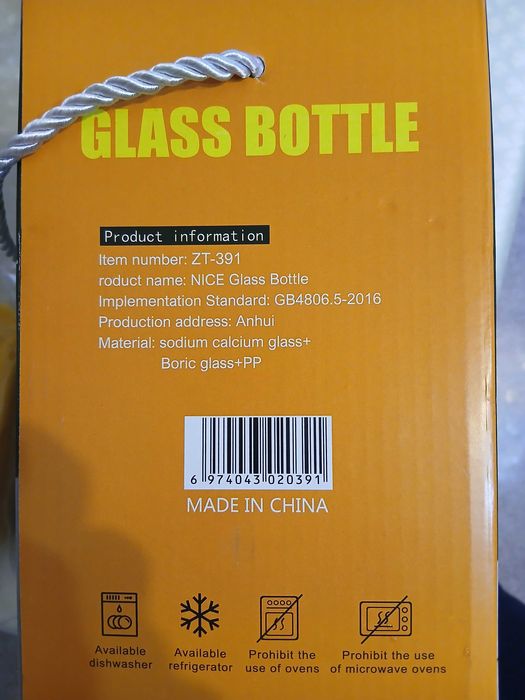 GLASS BOTTLE
Product information
Item number: ZT-391
roduct name: NICE Glass Bottle
Implementation Standard: GB4806.5-2016
Production address: Anhui
Material: sodium calcium glass+
Boric glass+PP
6 974043 020391
MADE IN CHINA
Available dishwasher
Available refrigerator
Prohibit the use of ovens
Prohibit the use of microwave ovens